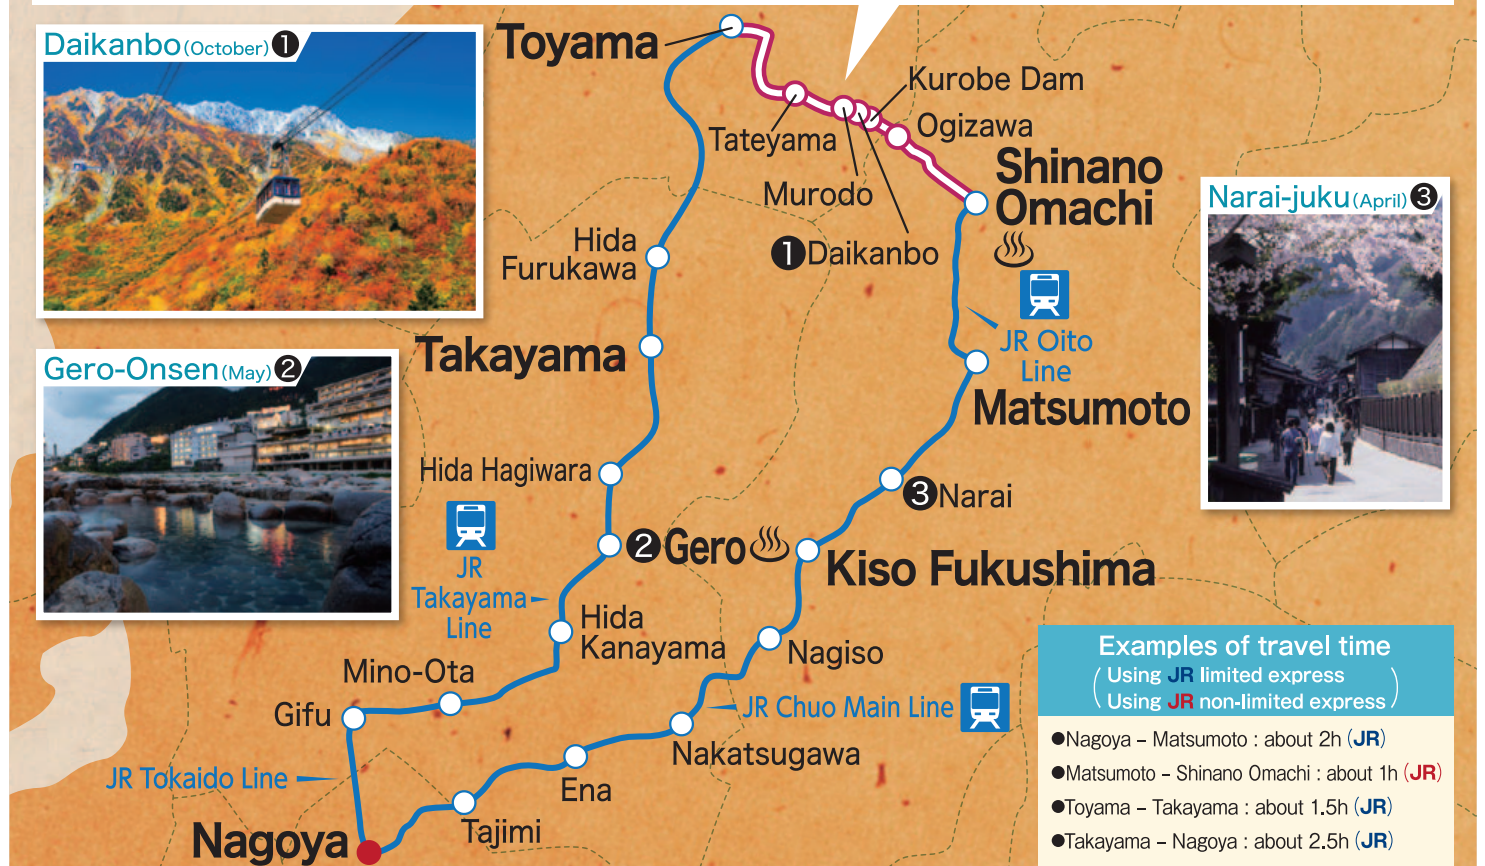 Daikanbo (October) ❶
Toyama
Kurobe Dam
Tateyama
Ogizawa
Murodo
Shinano
Omachi
❶Daikanbo
Narai-juku (April) ❸
Hida
Furukawa
JR Oito
Line
Gero-Onsen (May) ❷
Takayama
Matsumoto
Hida Hagiwara
❸Narai
❷Gero
Kiso Fukushima
JR
Takayama
Line
Hida
Kanayama
Nagiso
Mino-Ota
Gifu
JR Chuo Main Line
Nakatsugawa
JR Tokaido Line
Ena
Tajimi
Nagoya
Examples of travel time
(Using JR limited express
Using JR non-limited express)
●Nagoya – Matsumoto : about 2h (JR)
●Matsumoto – Shinano Omachi : about 1h (JR)
●Toyama – Takayama : about 1.5h (JR)
●Takayama – Nagoya : about 2.5h (JR)